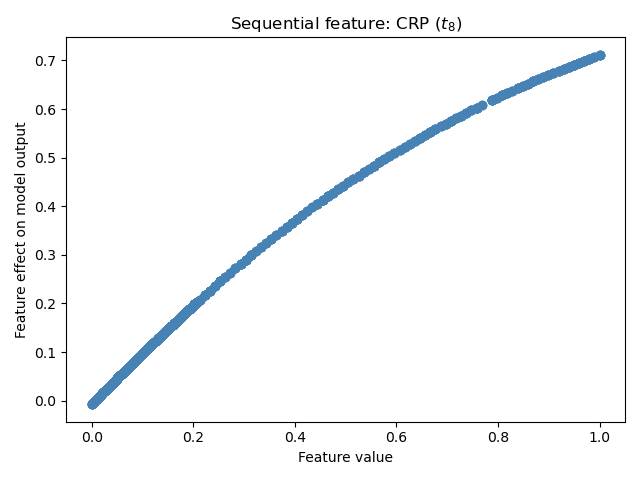 Sequential feature: CRP (t₈)
Feature effect on model output
0.7
0.6
0.5
0.4
0.3
0.2
0.1
0.0
0.0 0.2 0.4 0.6 0.8 1.0
Feature value